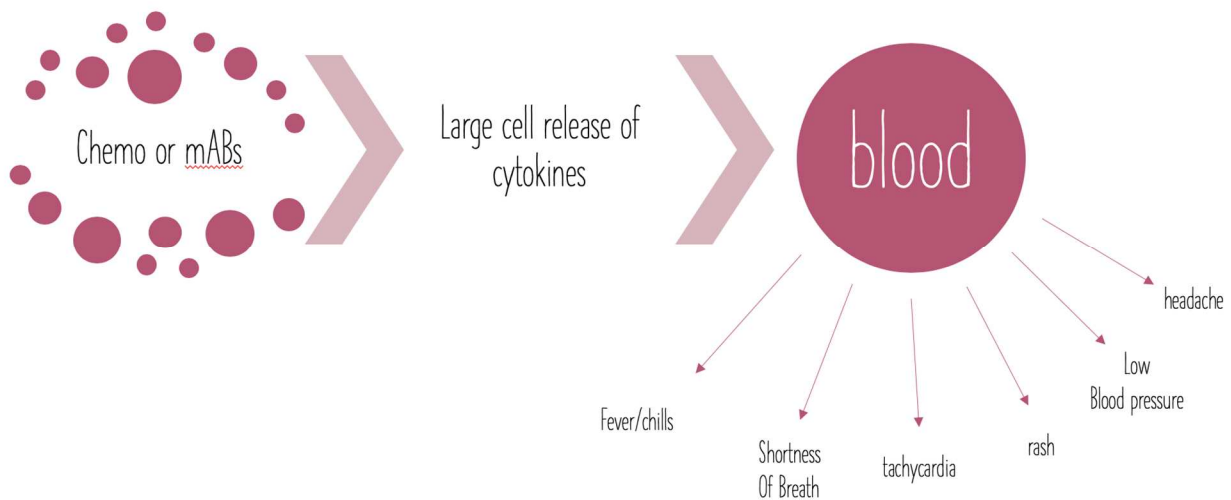 Chemo or mABs
Large cell release of
cytokines
blood
headache
Low
Blood pressure
Fever/chills
Shortness
Of Breath
tachycardia
rash